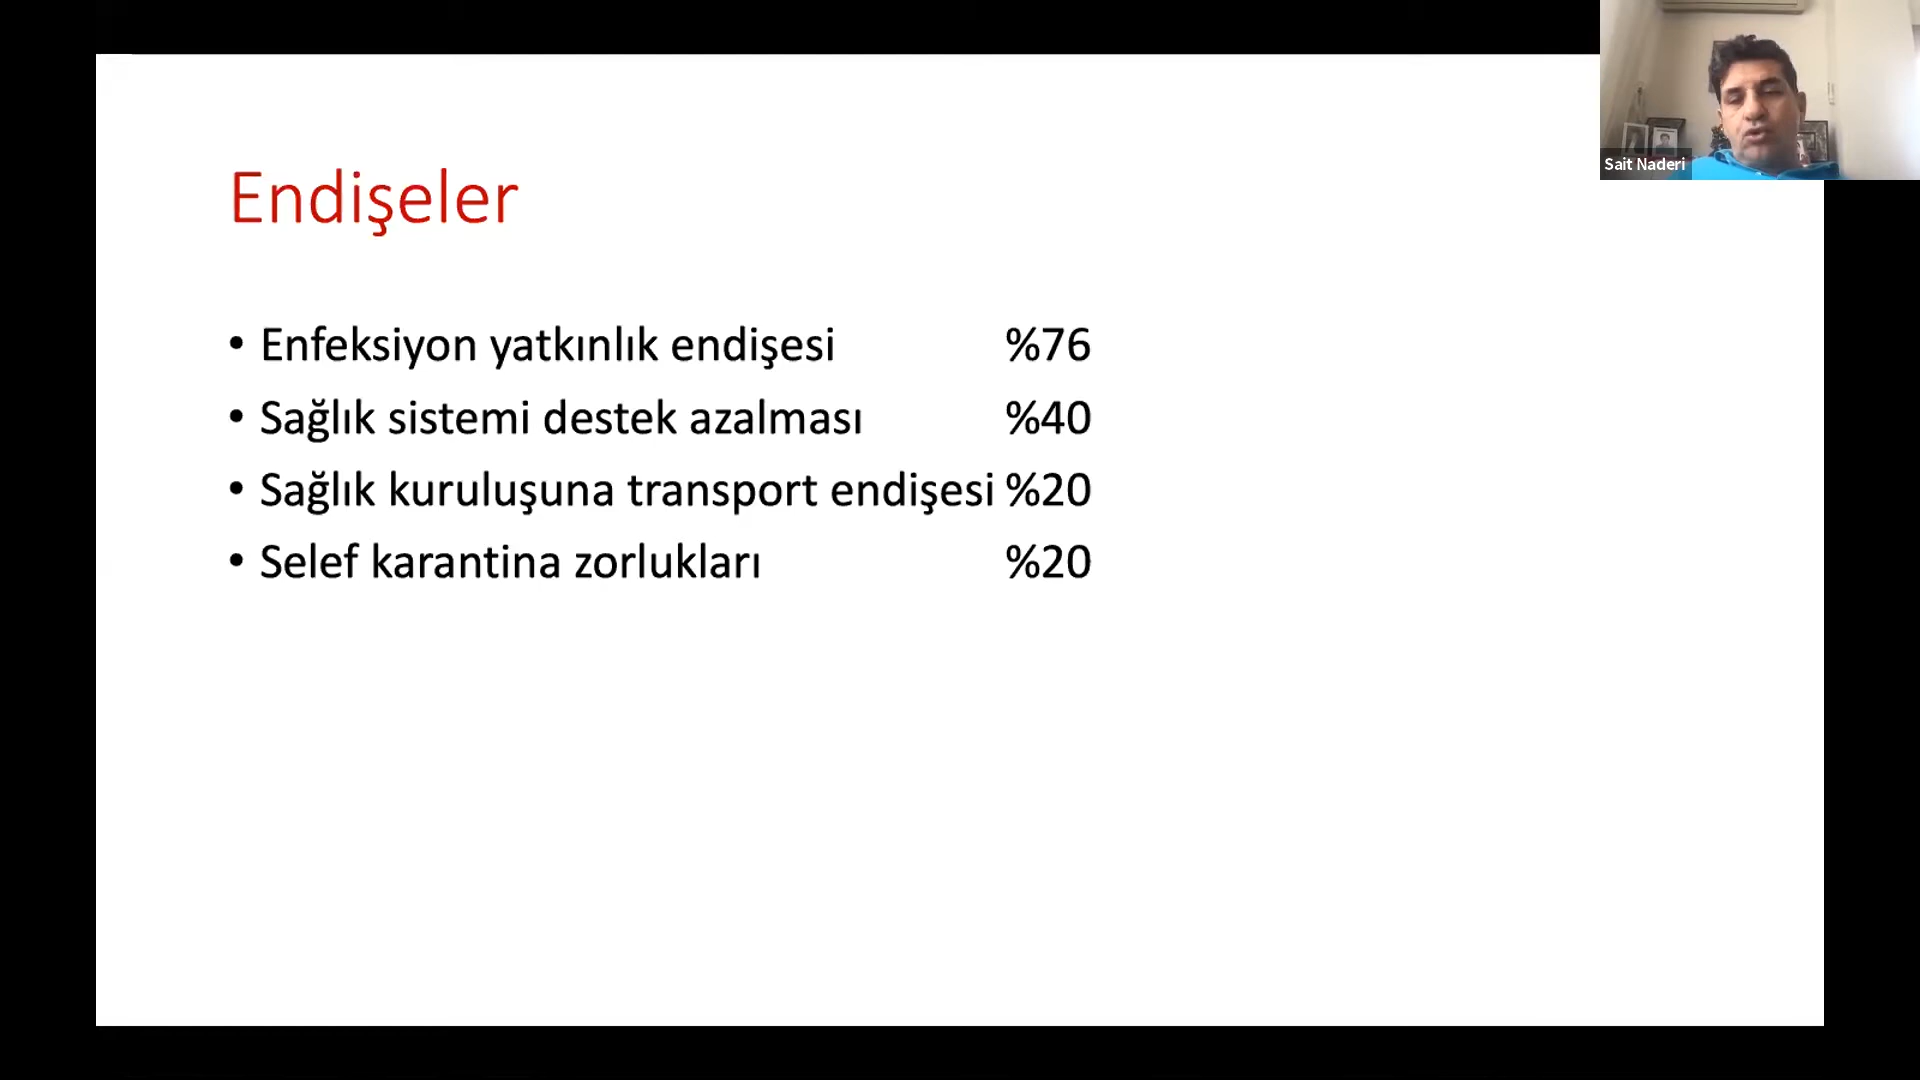 Sait Naderi
Endişeler
• Enfeksiyon yatkınlık endişesi %76
• Sağlık sistemi destek azalması %40
• Sağlık kuruluşuna transport endişesi %20
• Selef karantina zorlukları %20